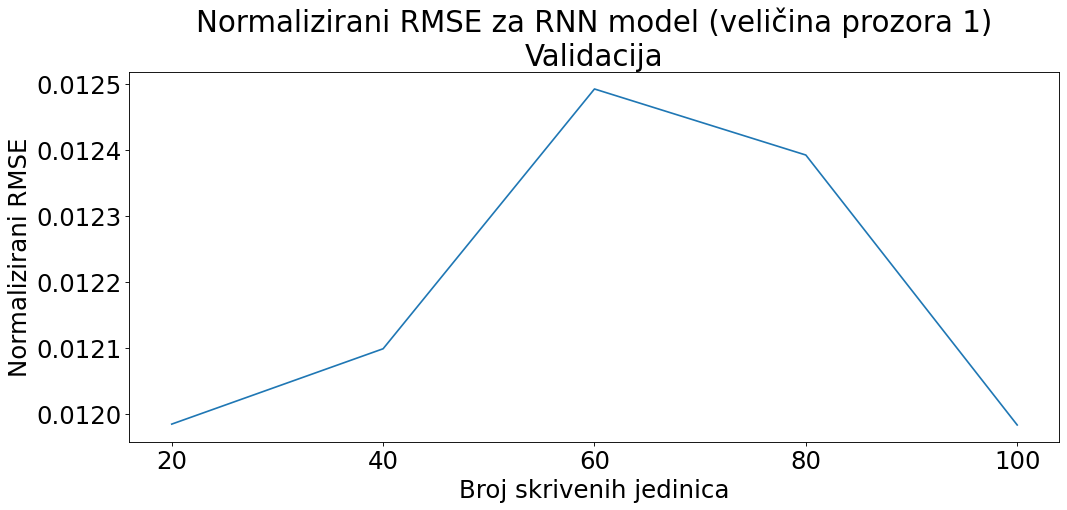 Normalizirani RMSE za RNN model (veličina prozora 1)
Validacija
Normalizirani RMSE
0.0125
0.0124
0.0123
0.0122
0.0121
0.0120
20 40 60 80 100
Broj skrivenih jedinica